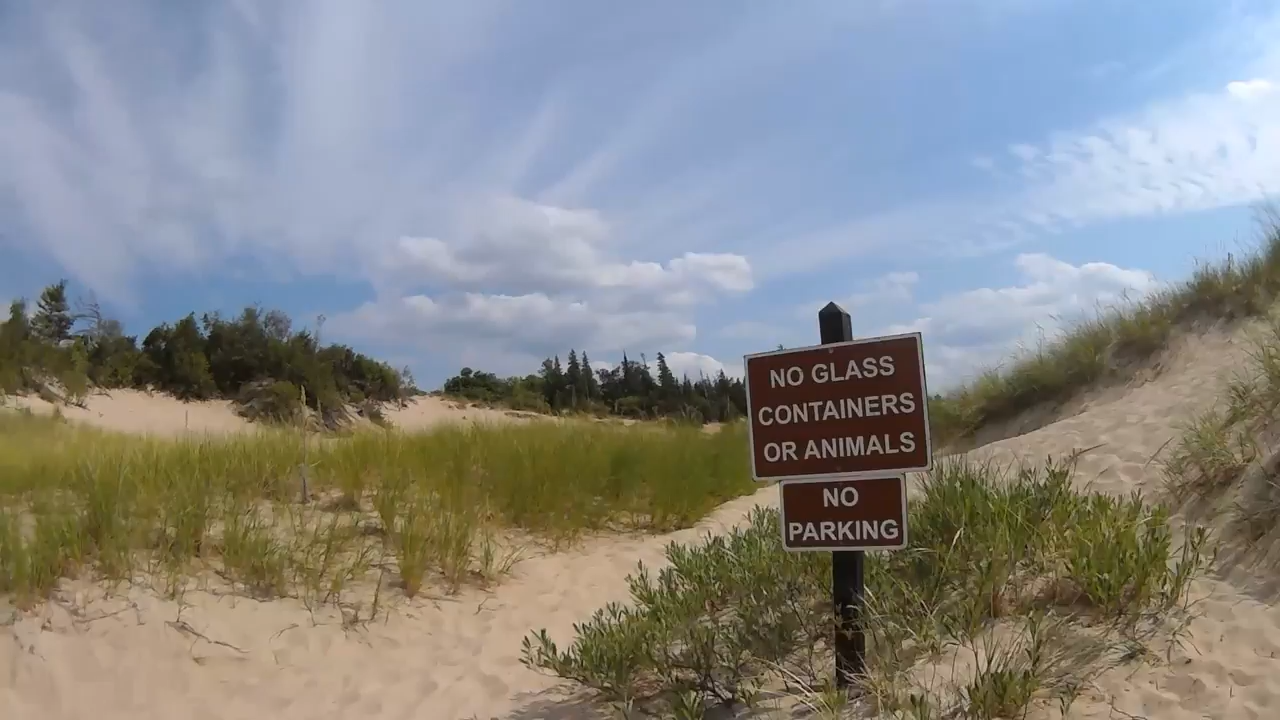 NO GLASS
CONTAINERS
OR ANIMALS
NO
PARKING